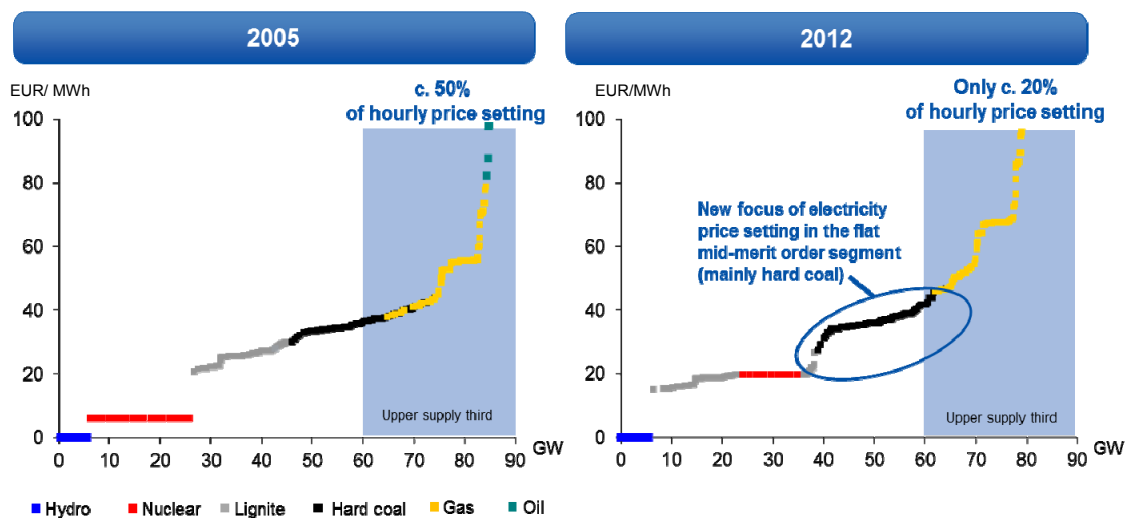 2005
EUR/ MWh
c. 50%
of hourly price setting
100
80
60
40
20
0
Upper supply third
0 10 20 30 40 50 60 70 80 90
GW
2012
EUR/MWh
Only c. 20%
of hourly price setting
100
80
60
40
20
0
New focus of electricity
price setting in the flat
mid-merit order segment
(mainly hard coal)
Upper supply third
0 10 20 30 40 50 60 70 80 90
GW
Hydro Nuclear Lignite Hard coal Gas Oil